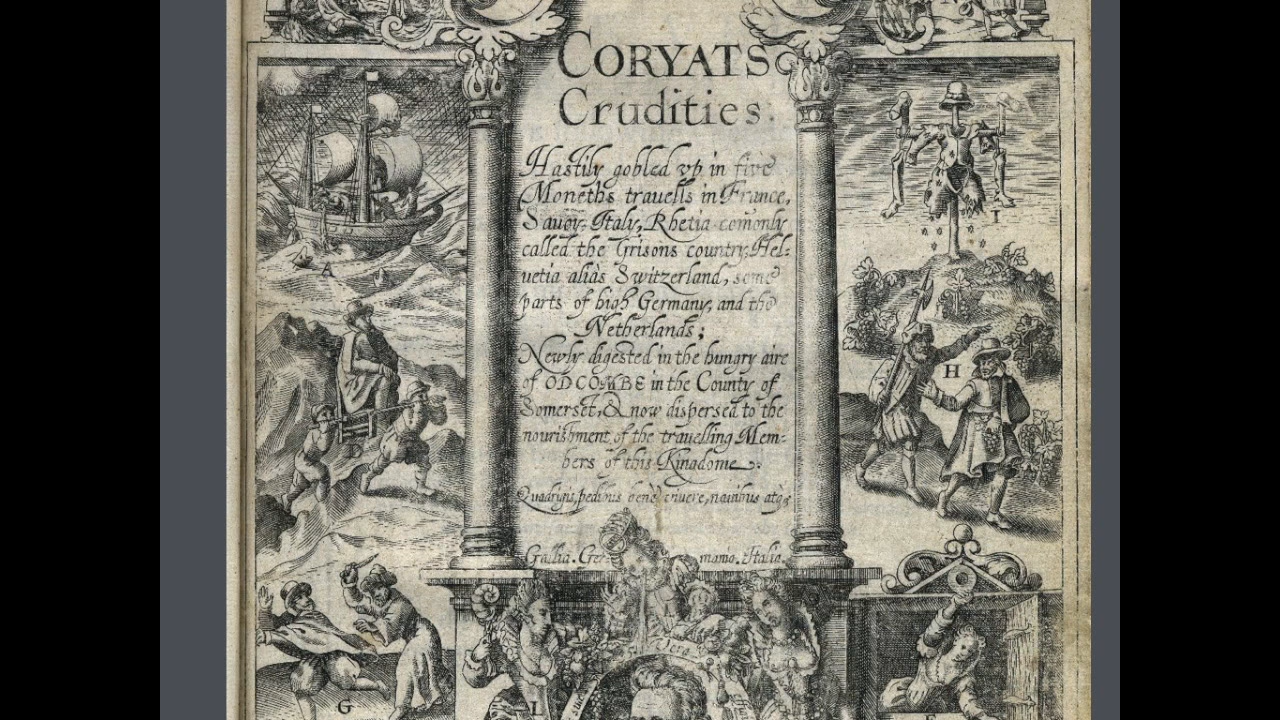 CORYATS
Crudities.
Hastily gobled vp in five
Moneths trauells in France,
Sauoy, Italy, Rhetia comonly
called the Grisons country, Hel-
uetia aliàs Switzerland, some
parts of high Germany, and the
Netherlands;
Newly digested in the hungry aire
of ODCOMBE in the County of
Somerset, & now dispersed to the
nourishment of the trauelling Mem-
bers of this Kingdome.
Quadrigis, pedibus benè viuere, nauibus atq;
Gallia. Ger mania. Italia.
A
I
H
G
L
F